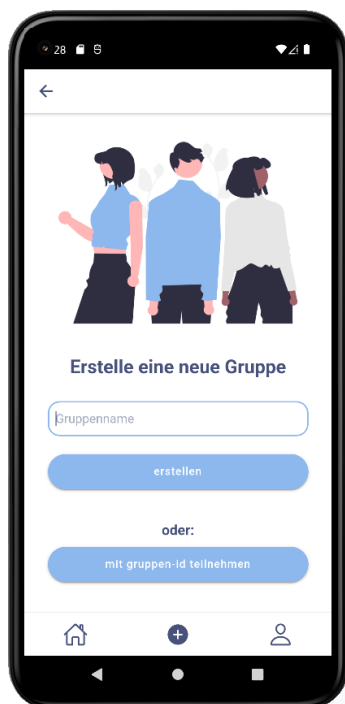 28
Erstelle eine neue Gruppe
Gruppenname
erstellen
oder:
mit gruppen-id teilnehmen